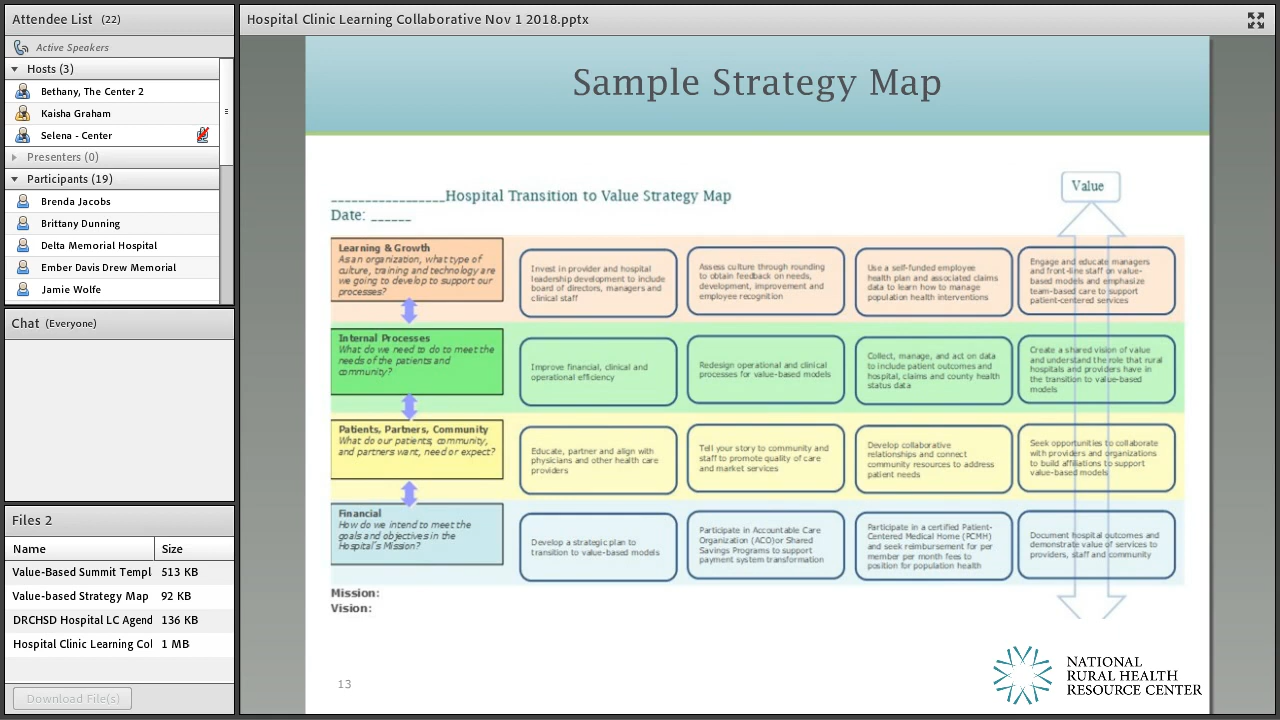 Attendee List (22)
Active Speakers
Hosts (3)
Bethany, The Center 2
Kaisha Graham
Selena - Center
Presenters (0)
Participants (19)
Brenda Jacobs
Brittany Dunning
Delta Memorial Hospital
Ember Davis Drew Memorial
Jamie Wolfe
Chat (Everyone)
Files 2
Name Size
Value-Based Summit Templ 513 KB
Value-based Strategy Map 92 KB
DRCHSD Hospital LC Agend 136 KB
Hospital Clinic Learning Col 1 MB
Download File(s)
Hospital Clinic Learning Collaborative Nov 1 2018.pptx
Sample Strategy Map
Value
_________________Hospital Transition to Value Strategy Map
Date: ______
Learning & Growth
As an organization, what type of
culture, training and technology are
we going to develop to support our
processes?
Invest in provider and hospital
leadership development to include
board of directors, managers and
clinical staff
Assess culture through rounding
to obtain feedback on needs,
development, improvement and
employee recognition
Use a self-funded employee
health plan and associated claims
data to learn how to manage
population health interventions
Engage and educate managers
and front-line staff on value-
based models and emphasize
team-based care to support
patient-centered services
Internal Processes
What do we need to do to meet the
needs of the patients and
community?
Improve financial, clinical and
operational efficiency
Redesign operational and clinical
processes for value-based models
Collect, manage, and act on data
to include patient outcomes and
hospital, claims and county health
status data
Create a shared vision of value
and understand the role that rural
hospitals and providers have in
the transition to value-based
models
Patients, Partners, Community
What do our patients, community,
and partners want, need or expect?
Educate, partner and align with
physicians and other health care
providers
Tell your story to community and
staff to promote quality of care
and market services
Develop collaborative
relationships and connect
community resources to address
patient needs
Seek opportunities to collaborate
with providers and organizations
to build affiliations to support
value-based models
Financial
How do we intend to meet the
goals and objectives in the
Hospital's Mission?
Develop a strategic plan to
transition to value-based models
Participate in Accountable Care
Organization (ACO)or Shared
Savings Programs to support
payment system transformation
Participate in a certified Patient-
Centered Medical Home (PCMH)
and seek reimbursement for per
member per month fees to
position for population health
Document hospital outcomes and
demonstrate value of services to
providers, staff and community
Mission:
Vision:
13
NATIONAL
RURAL HEALTH
RESOURCE CENTER